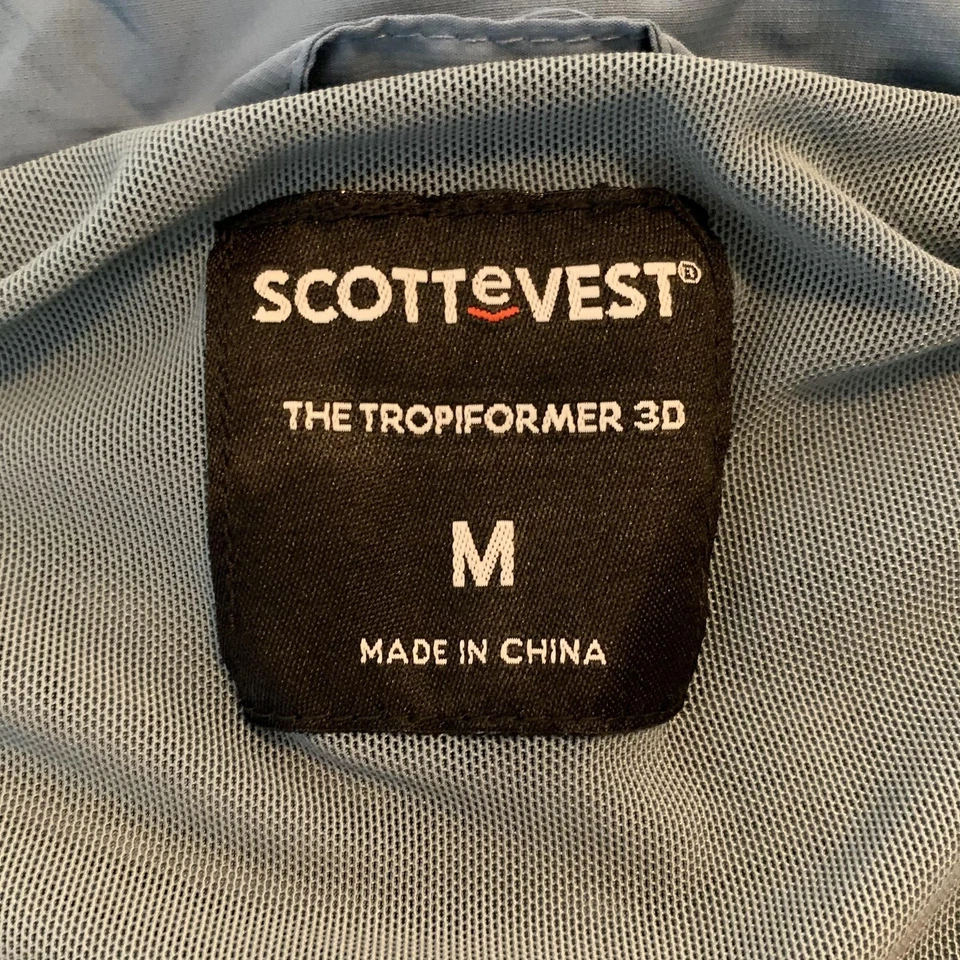 SCOTTeVEST®
THE TROPIFORMER 3D
M
MADE IN CHINA